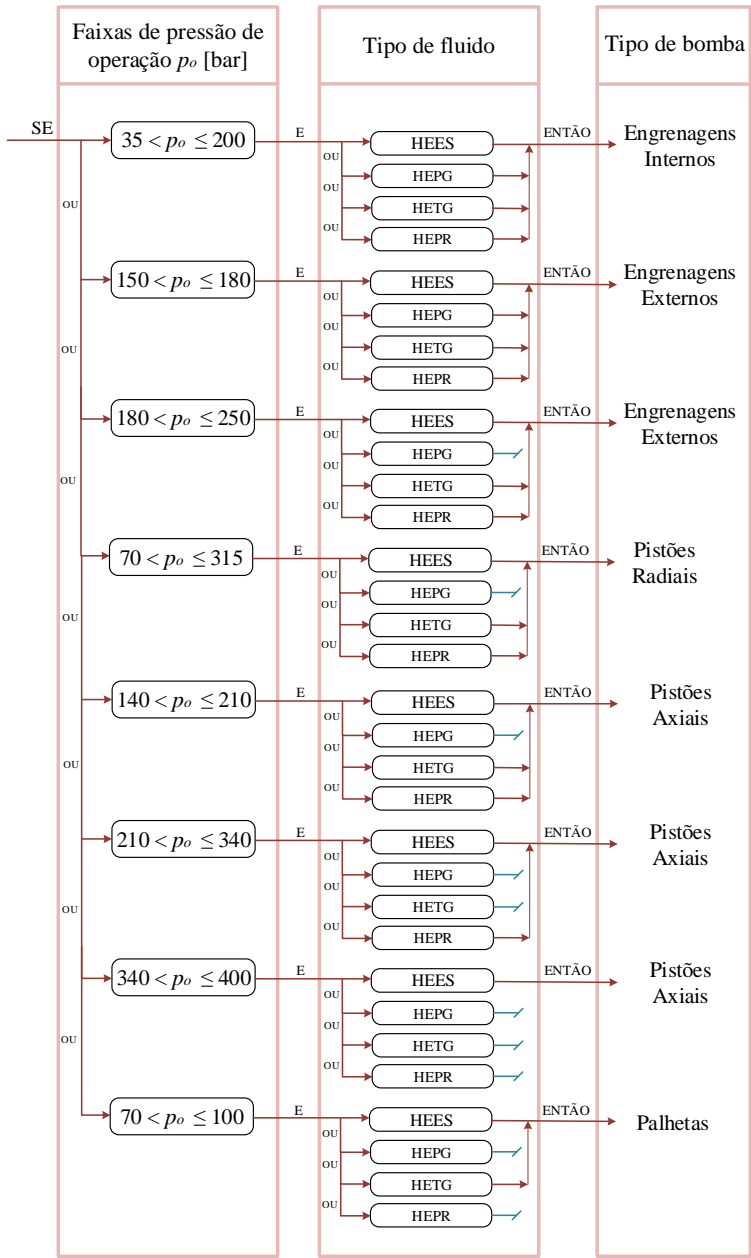 Faixas de pressão de
operação pₒ [bar]
Tipo de fluido
Tipo de bomba
SE
35 < pₒ ≤ 200
E
HEES
ENTÃO
Engrenagens
Internos
OU
HEPG
OU
HETG
OU
HEPR
OU
150 < pₒ ≤ 180
E
HEES
ENTÃO
Engrenagens
Externos
OU
HEPG
OU
HETG
OU
HEPR
OU
180 < pₒ ≤ 250
E
HEES
ENTÃO
Engrenagens
Externos
OU
HEPG
OU
HETG
OU
HEPR
OU
70 < pₒ ≤ 315
E
HEES
ENTÃO
Pistões
Radiais
OU
HEPG
OU
HETG
OU
HEPR
OU
140 < pₒ ≤ 210
E
HEES
ENTÃO
Pistões
Axiais
OU
HEPG
OU
HETG
OU
HEPR
OU
210 < pₒ ≤ 340
E
HEES
ENTÃO
Pistões
Axiais
OU
HEPG
OU
HETG
OU
HEPR
OU
340 < pₒ ≤ 400
E
HEES
ENTÃO
Pistões
Axiais
OU
HEPG
OU
HETG
OU
HEPR
OU
70 < pₒ ≤ 100
E
HEES
ENTÃO
Palhetas
OU
HEPG
OU
HETG
OU
HEPR